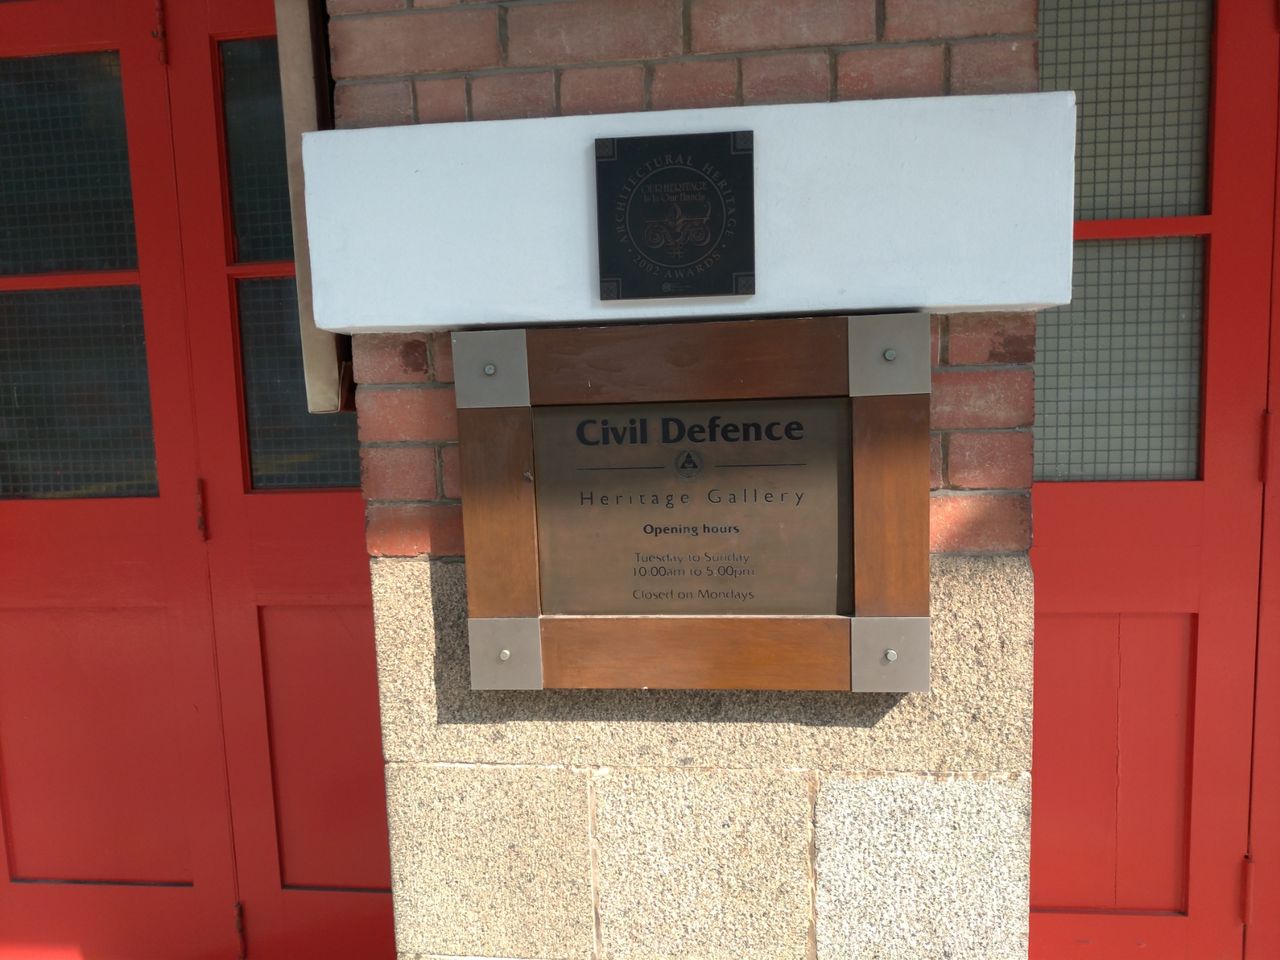 ARCHITECTURAL HERITAGE
OUR HERITAGE
Is In Our Hands
2002 AWARDS
Civil Defence
Heritage Gallery
Opening hours
Tuesday to Sunday
10:00am to 5:00pm
Closed on Mondays